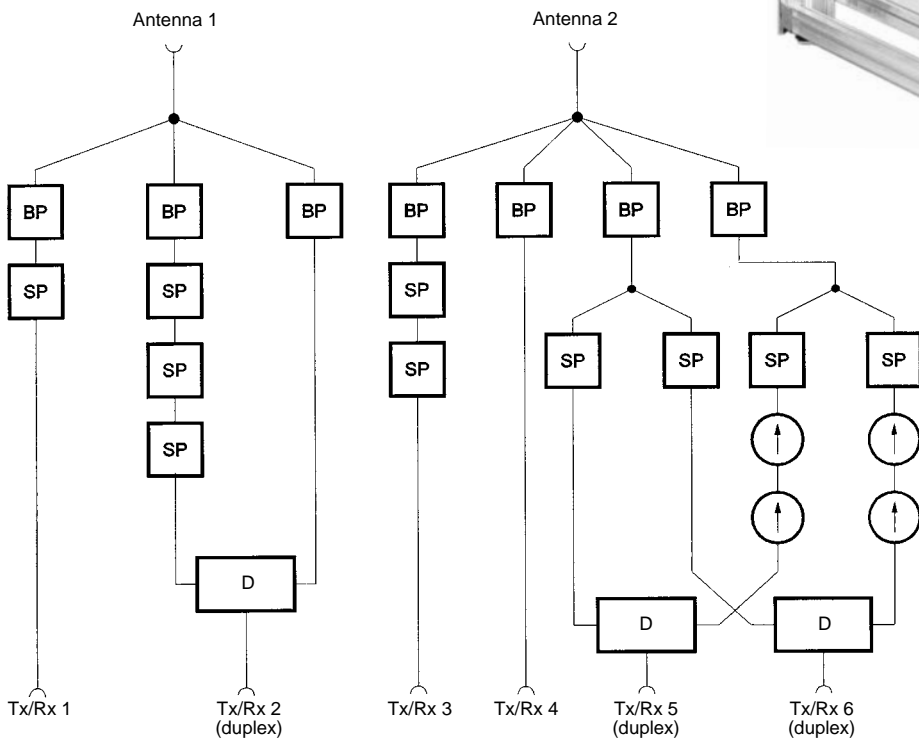 Antenna 1 Antenna 2
BP BP BP BP BP BP BP
SP SP SP
SP SP SP SP SP SP SP
SP
D
D D
Tx/Rx 1 Tx/Rx 2 Tx/Rx 3 Tx/Rx 4 Tx/Rx 5 Tx/Rx 6
(duplex) (duplex) (duplex)